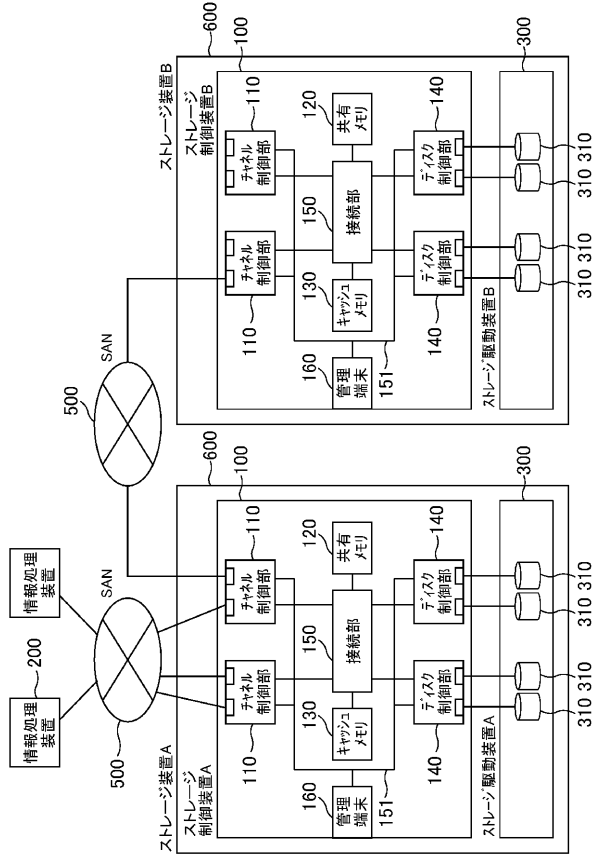 情報処理
装置
200
情報処理
装置
500
SAN
500
SAN
ストレージ装置A
ストレージ
制御装置A
600
100
110
チャネル
制御部
110
チャネル
制御部
160
管理
端末
130
キャッシュ
メモリ
150
接続部
120
共有
メモリ
151
140
ディスク
制御部
140
ディスク
制御部
ストレージ駆動装置A
300
310
310
310
310
ストレージ装置B
ストレージ
制御装置B
600
100
110
チャネル
制御部
110
チャネル
制御部
160
管理
端末
130
キャッシュ
メモリ
150
接続部
120
共有
メモリ
151
140
ディスク
制御部
140
ディスク
制御部
ストレージ駆動装置B
300
310
310
310
310